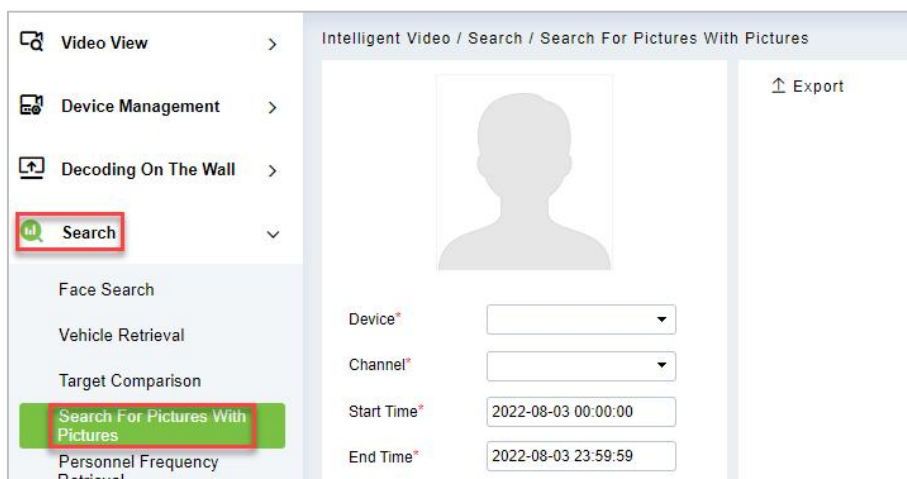 Video View
Intelligent Video / Search / Search For Pictures With Pictures
Device Management
Export
Decoding On The Wall
Search
Face Search
Vehicle Retrieval
Target Comparison
Search For Pictures With
Pictures
Personnel Frequency
Device*
Channel*
Start Time* 2022-08-03 00:00:00
End Time* 2022-08-03 23:59:59